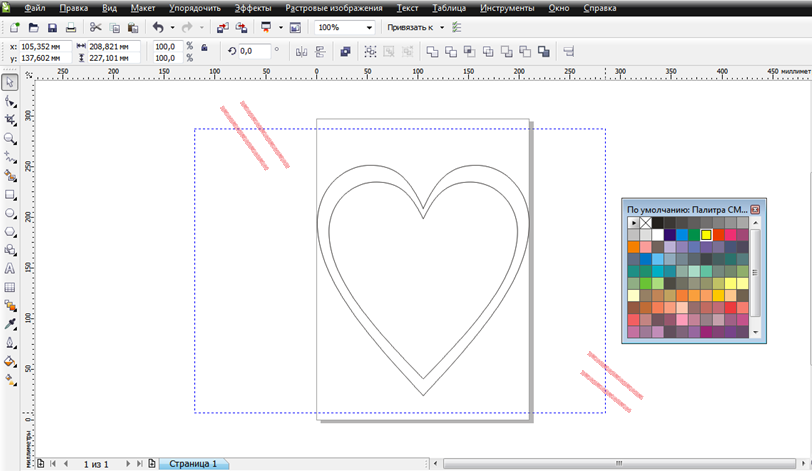 Файл Правка Вид Макет Упорядочить Эффекты Растровые изображения Текст Таблица Инструменты Окно Справка
100% Привязать к
x: 105,352 мм 208,821 мм 100,0 % 0,0 °
y: 137,602 мм 227,101 мм 100,0 %
250 200 150 100 50 0 50 100 150 200 250 300 350 400 450 миллимет
300
250
200
150
100
50
0
миллиметры
По умолчанию: Палитра СМ...
1 из 1 Страница 1